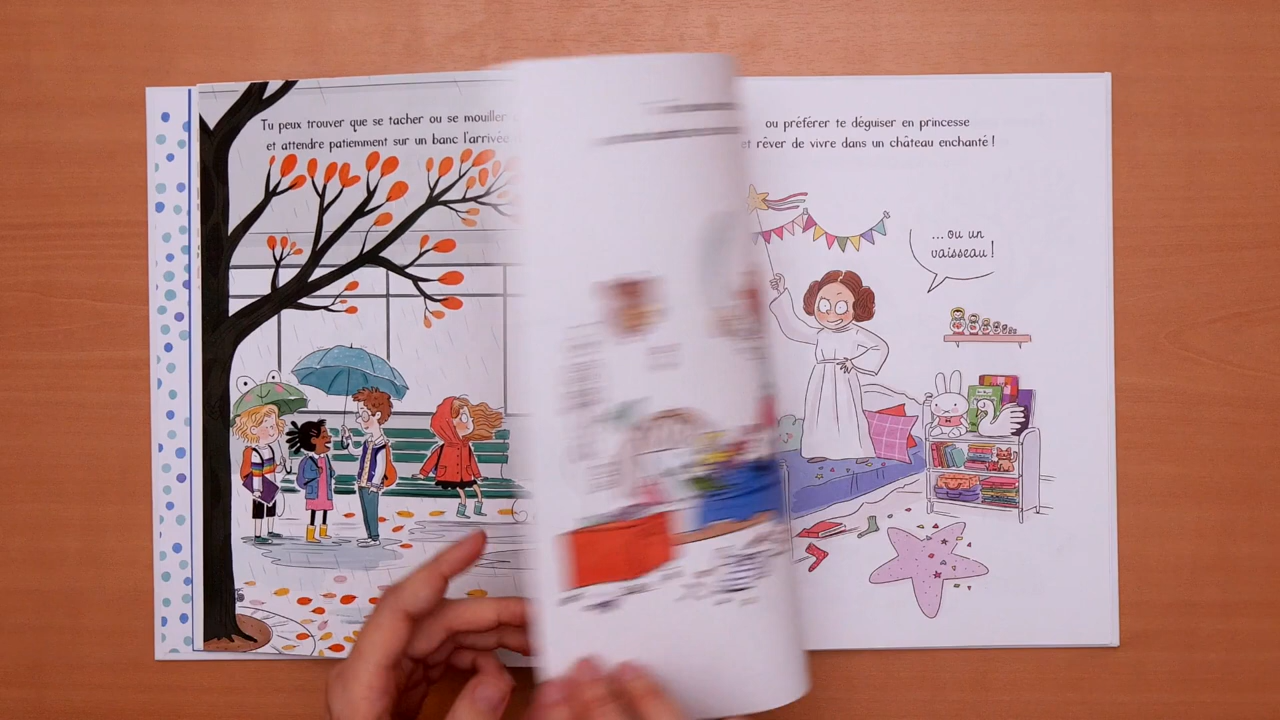 Tu peux trouver que se tacher ou se mouiller
et attendre patiemment sur un banc l'arrivée
ou préférer te déguiser en princesse
et rêver de vivre dans un château enchanté !
...ou un
vaisseau !